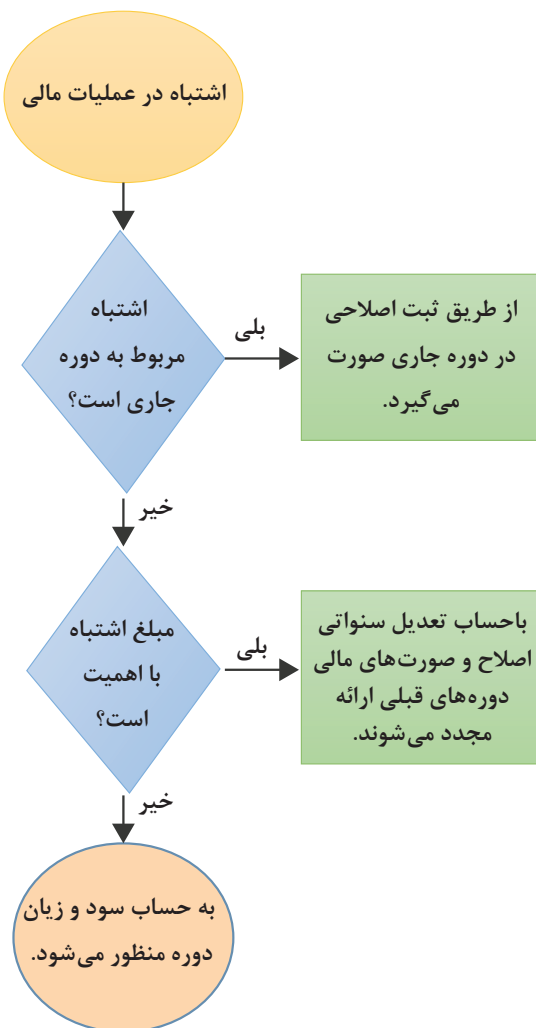 اشتباه در عملیات مالی
اشتباه
مربوط به دوره
جاری است؟
بلی
از طریق ثبت اصلاحی
در دوره جاری صورت
می‌گیرد.
خیر
مبلغ اشتباه
با اهمیت
است؟
بلی
باحساب تعدیل سنواتی
اصلاح و صورت‌های مالی
دوره‌های قبلی ارائه
مجدد می‌شوند.
خیر
به حساب سود و زیان
دوره منظور می‌شود.